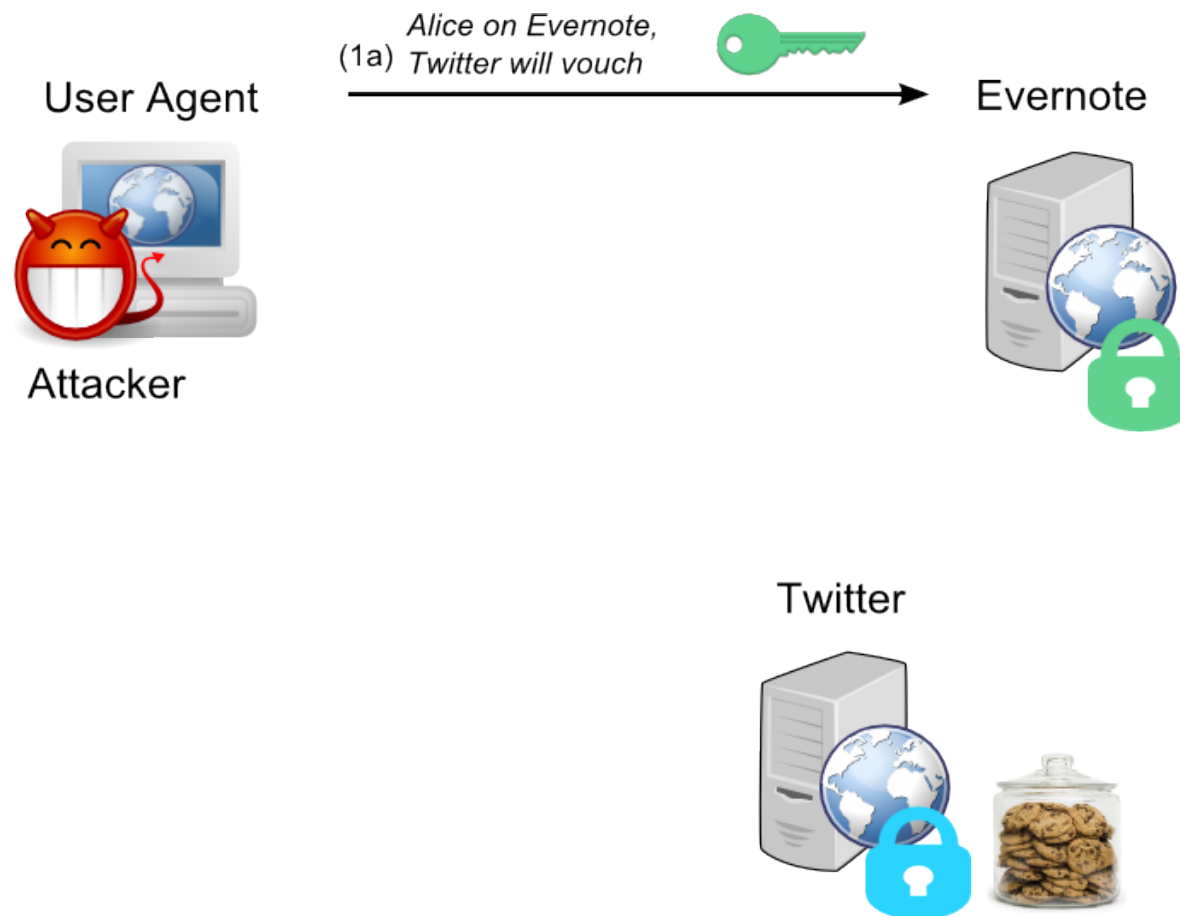 Alice on Evernote,
(1a) Twitter will vouch
User Agent
Evernote
Attacker
Twitter